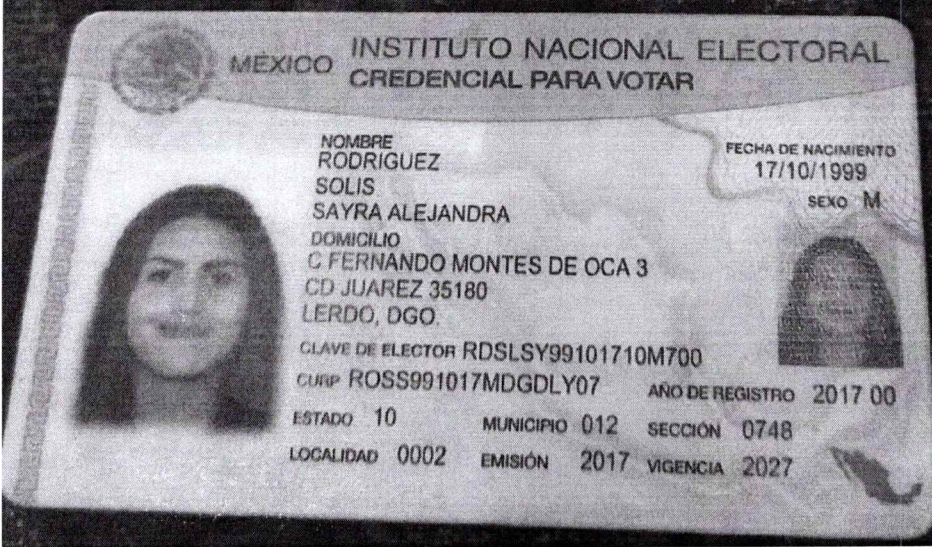 MÉXICO INSTITUTO NACIONAL ELECTORAL
CREDENCIAL PARA VOTAR
NOMBRE
RODRIGUEZ
SOLIS
SAYRA ALEJANDRA
FECHA DE NACIMIENTO
17/10/1999
SEXO M
DOMICILIO
C FERNANDO MONTES DE OCA 3
CD JUAREZ 35180
LERDO, DGO.
CLAVE DE ELECTOR RDSLSY99101710M700
CURP ROSS991017MDGDLY07 AÑO DE REGISTRO 2017 00
ESTADO 10 MUNICIPIO 012 SECCIÓN 0748
LOCALIDAD 0002 EMISIÓN 2017 VIGENCIA 2027